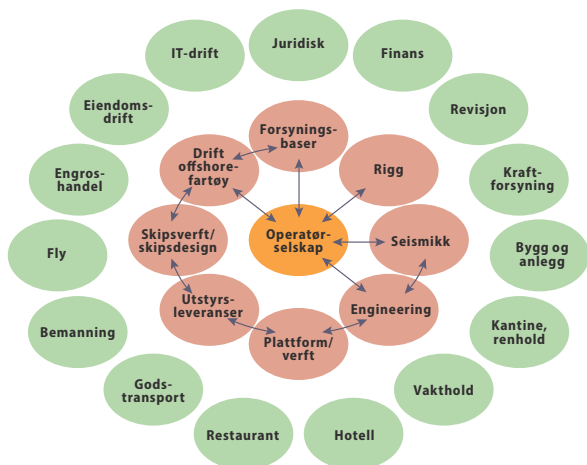 Juridisk
IT-drift
Finans
Eiendoms-
drift
Revisjon
Forsynings-
baser
Drift
offshore-
fartøy
Rigg
Engros-
handel
Kraft-
forsyning
Skipsverft/
skipsdesign
Operatør-
selskap
Seismikk
Fly
Bygg og
anlegg
Utstyrs-
leveranser
Engineering
Bemanning
Kantine,
renhold
Plattform/
verft
Gods-
transport
Vakthold
Restaurant
Hotell